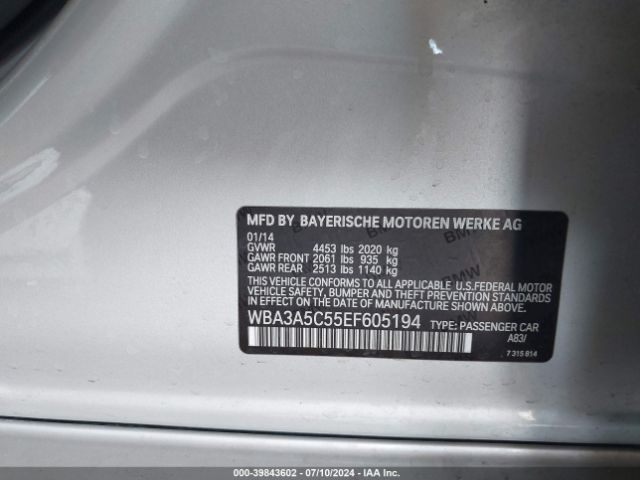 MFD BY BAYERISCHE MOTOREN WERKE AG
01/14
GVWR 4453 lbs 2020 kg
GAWR FRONT 2061 lbs 935 kg
GAWR REAR 2513 lbs 1140 kg
THIS VEHICLE CONFORMS TO ALL APPLICABLE U.S.FEDERAL MOTOR
VEHICLE SAFETY, BUMPER, AND THEFT PREVENTION STANDARDS
IN EFFECT ON THE DATE OF MANUFACTURE SHOWN ABOVE.
WBA3A5C55EF605194 TYPE: PASSENGER CAR
A83/
7 315 814
BMW
BMW
000-39843602 - 07/10/2024 - IAA Inc.